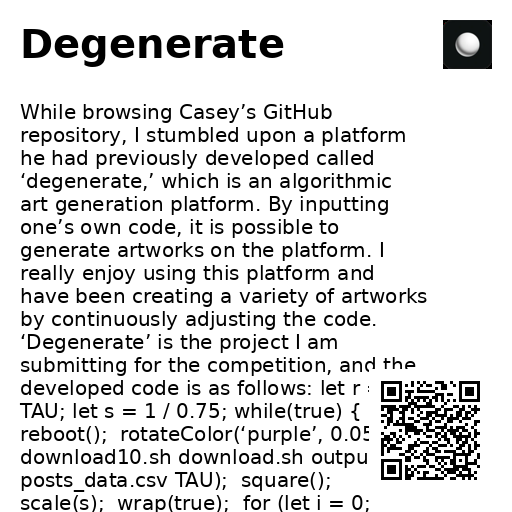 Degenerate
While browsing Casey’s GitHub
repository, I stumbled upon a platform
he had previously developed called
‘degenerate,’ which is an algorithmic
art generation platform. By inputting
one’s own code, it is possible to
generate artworks on the platform. I
really enjoy using this platform and
have been creating a variety of artworks
by continuously adjusting the code.
‘Degenerate’ is the project I am
submitting for the competition, and the
developed code is as follows: let r
TAU; let s = 1 / 0.75; while(true) {
reboot();  rotateColor(‘purple’, 0.05
download10.sh download.sh outpu
posts_data.csv TAU);  square();
scale(s);  wrap(true);  for (let i = 0;